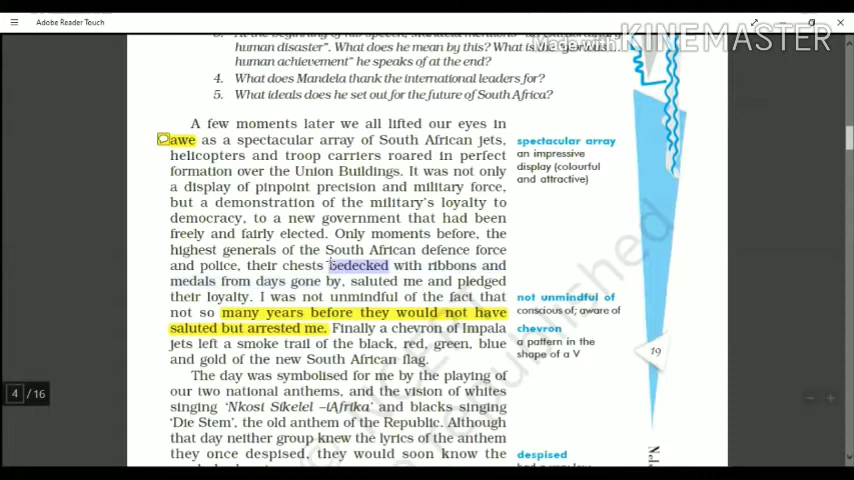 Adobe Reader Touch
Made with KINEMASTER
human disaster". What does he mean by this? What is the "glorious ...
human achievement" he speaks of at the end?
4. What does Mandela thank the international leaders for?
5. What ideals does he set out for the future of South Africa?
A few moments later we all lifted our eyes in
awe as a spectacular array of South African jets,
helicopters and troop carriers roared in perfect
formation over the Union Buildings. It was not only
a display of pinpoint precision and military force,
but a demonstration of the military's loyalty to
democracy, to a new government that had been
freely and fairly elected. Only moments before, the
highest generals of the South African defence force
and police, their chests bedecked with ribbons and
medals from days gone by, saluted me and pledged
their loyalty. I was not unmindful of the fact that
not so many years before they would not have
saluted but arrested me. Finally a chevron of Impala
jets left a smoke trail of the black, red, green, blue
and gold of the new South African flag.
The day was symbolised for me by the playing of
our two national anthems, and the vision of whites
singing 'Nkosi Sikelel –iAfrika' and blacks singing
'Die Stem', the old anthem of the Republic. Although
that day neither group knew the lyrics of the anthem
they once despised, they would soon know the
spectacular array
an impressive
display (colourful
and attractive)
not unmindful of
conscious of; aware of
chevron
a pattern in the
shape of a V
despised
19
4 / 16